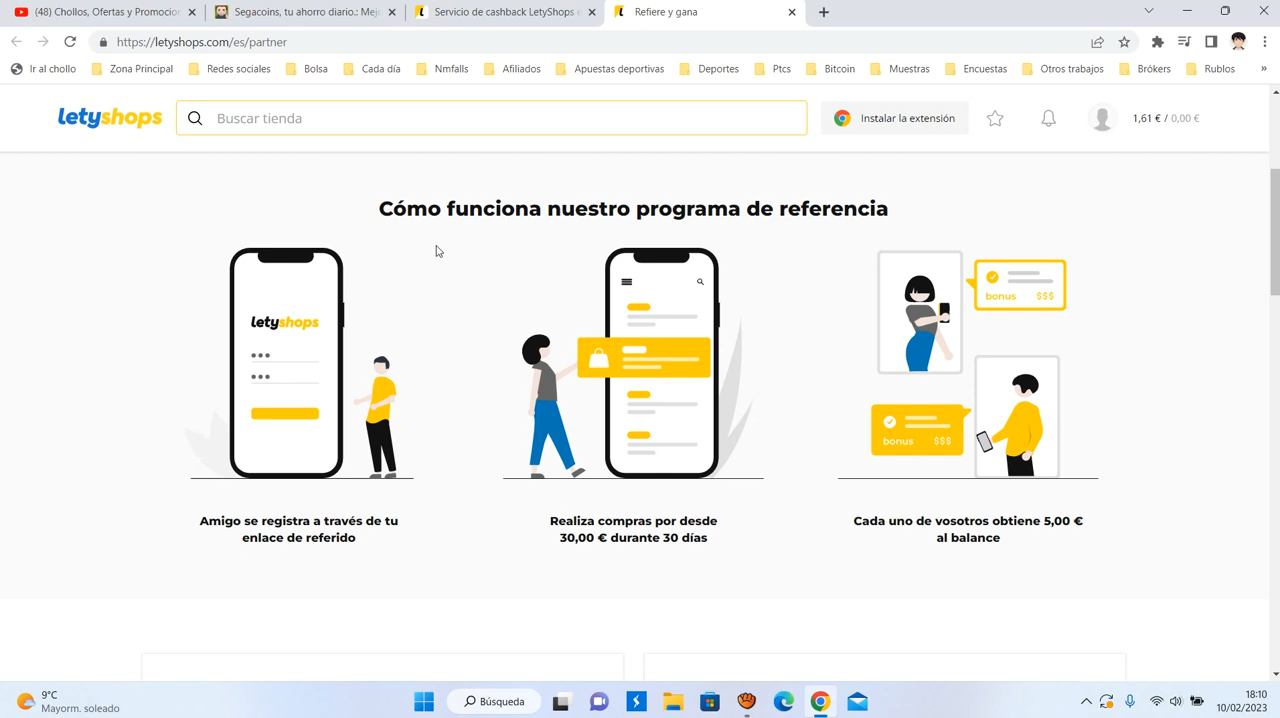 (48) Chollos, Ofertas y Promocion
Segacoins, tu ahorro diario.: Mej
Servicio de cashback LetyShops e
Refiere y gana
https://letyshops.com/es/partner
Ir al chollo
Zona Principal
Redes sociales
Bolsa
Cada día
Nmfalls
Afiliados
Apuestas deportivas
Deportes
Ptcs
Bitcoin
Muestras
Encuestas
Otros trabajos
Brókers
Rublos
»
letyshops
Buscar tienda
Instalar la extensión
1,61 € / 0,00 €
Cómo funciona nuestro programa de referencia
letyshops
bonus $$$
bonus $$$
Amigo se registra a través de tu
enlace de referido
Realiza compras por desde
30,00 € durante 30 días
Cada uno de vosotros obtiene 5,00 €
al balance
9°C
Mayorm. soleado
Búsqueda
18:10
10/02/2023